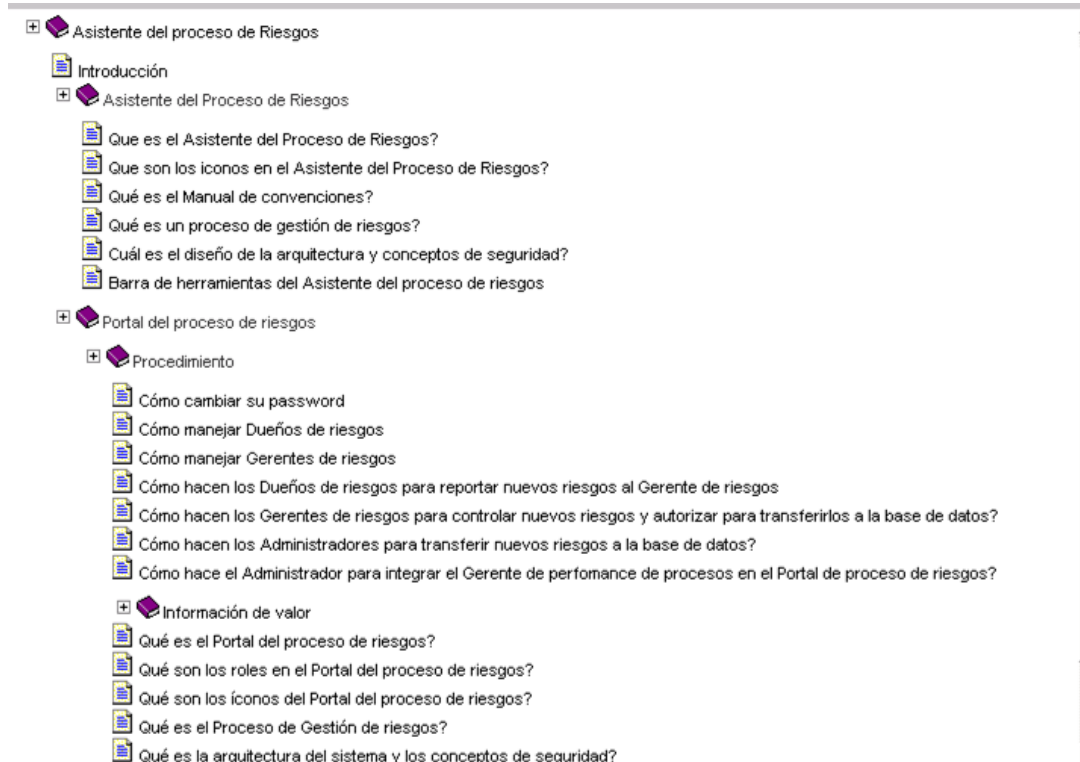 Asistente del proceso de Riesgos
Introducción
Asistente del Proceso de Riesgos
Que es el Asistente del Proceso de Riesgos?
Que son los iconos en el Asistente del Proceso de Riesgos?
Qué es el Manual de convenciones?
Qué es un proceso de gestión de riesgos?
Cuál es el diseño de la arquitectura y conceptos de seguridad?
Barra de herramientas del Asistente del proceso de riesgos
Portal del proceso de riesgos
Procedimiento
Cómo cambiar su password
Cómo manejar Dueños de riesgos
Cómo manejar Gerentes de riesgos
Cómo hacen los Dueños de riesgos para reportar nuevos riesgos al Gerente de riesgos
Cómo hacen los Gerentes de riesgos para controlar nuevos riesgos y autorizar para transferirlos a la base de datos?
Cómo hacen los Administradores para transferir nuevos riesgos a la base de datos?
Cómo hace el Administrador para integrar el Gerente de perfomance de procesos en el Portal de proceso de riesgos?
Información de valor
Qué es el Portal del proceso de riesgos?
Qué son los roles en el Portal del proceso de riesgos?
Qué son los íconos del Portal del proceso de riesgos?
Qué es el Proceso de Gestión de riesgos?
Qué es la arquitectura del sistema y los conceptos de seguridad?